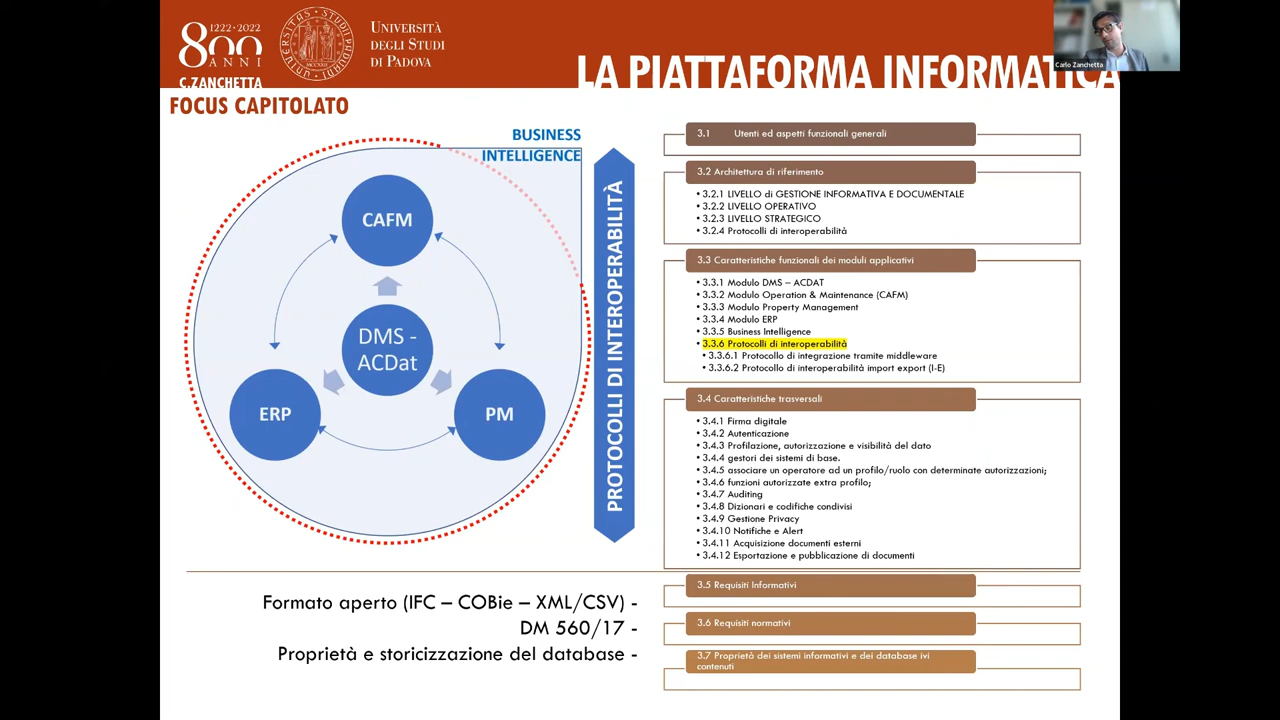 1222·2022
800
ANNI
UNIVERSITÀ
DEGLI STUDI
DI PADOVA
C.ZANCHETTA
LA PIATTAFORMA INFORMATICA
Carlo Zanchetta
FOCUS CAPITOLATO
BUSINESS
INTELLIGENCE
CAFM
DMS -
ACDat
ERP
PM
PROTOCOLLI DI INTEROPERABILITÀ
3.1 Utenti ed aspetti funzionali generali
3.2 Architettura di riferimento
• 3.2.1 LIVELLO di GESTIONE INFORMATIVA E DOCUMENTALE
• 3.2.2 LIVELLO OPERATIVO
• 3.2.3 LIVELLO STRATEGICO
• 3.2.4 Protocolli di interoperabilità
3.3 Caratteristiche funzionali dei moduli applicativi
• 3.3.1 Modulo DMS – ACDAT
• 3.3.2 Modulo Operation & Maintenance (CAFM)
• 3.3.3 Modulo Property Management
• 3.3.4 Modulo ERP
• 3.3.5 Business Intelligence
• 3.3.6 Protocolli di interoperabilità
• 3.3.6.1 Protocollo di integrazione tramite middleware
• 3.3.6.2 Protocollo di interoperabilità import export (I-E)
3.4 Caratteristiche trasversali
• 3.4.1 Firma digitale
• 3.4.2 Autenticazione
• 3.4.3 Profilazione, autorizzazione e visibilità del dato
• 3.4.4 gestori dei sistemi di base.
• 3.4.5 associare un operatore ad un profilo/ruolo con determinate autorizzazioni;
• 3.4.6 funzioni autorizzate extra profilo;
• 3.4.7 Auditing
• 3.4.8 Dizionari e codifiche condivisi
• 3.4.9 Gestione Privacy
• 3.4.10 Notifiche e Alert
• 3.4.11 Acquisizione documenti esterni
• 3.4.12 Esportazione e pubblicazione di documenti
3.5 Requisiti Informativi
3.6 Requisiti normativi
3.7 Proprietà dei sistemi informativi e dei database ivi
contenuti
Formato aperto (IFC – COBie – XML/CSV) -
DM 560/17 -
Proprietà e storicizzazione del database -